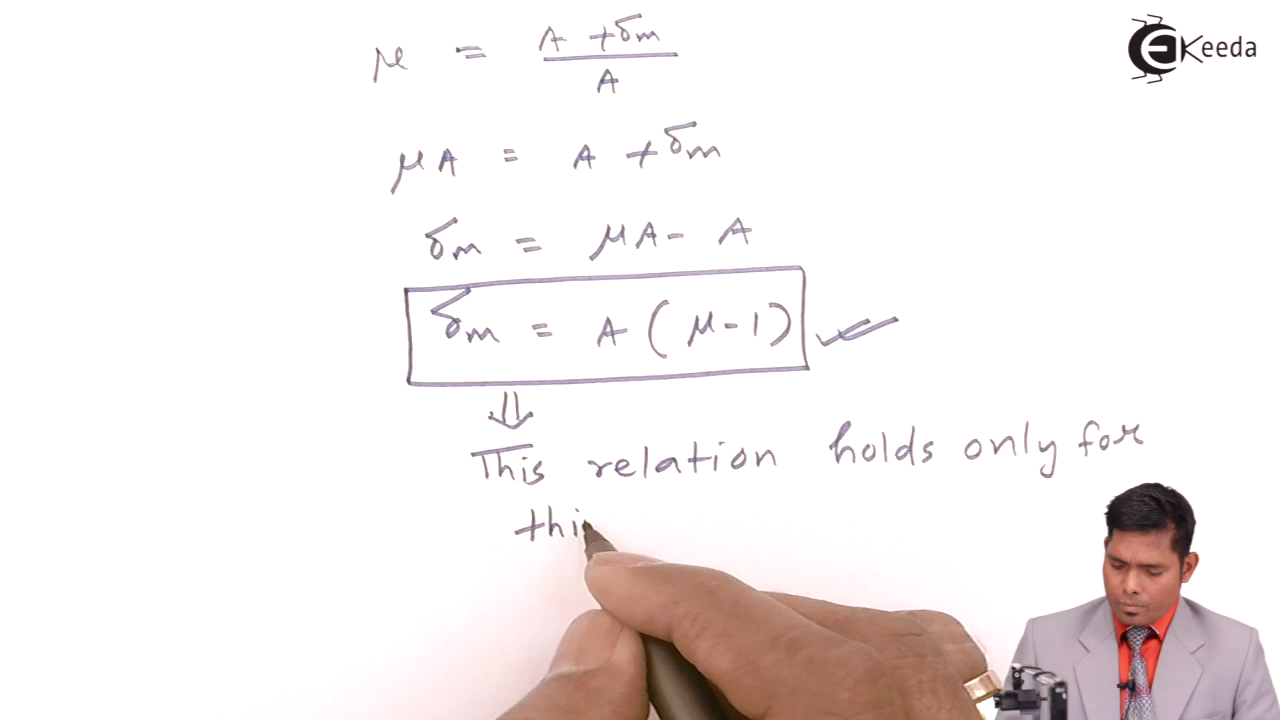 Keeda
μ = A + δm / A
μA = A + δm
δm = μA - A
δm = A ( μ - 1 )
⇓
This relation holds only for
thi